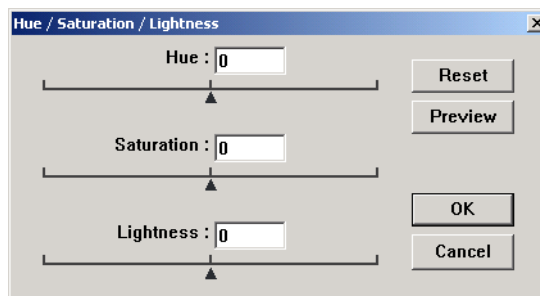 Hue / Saturation / Lightness
Hue : 0
Reset
Preview
Saturation : 0
Lightness : 0
OK
Cancel